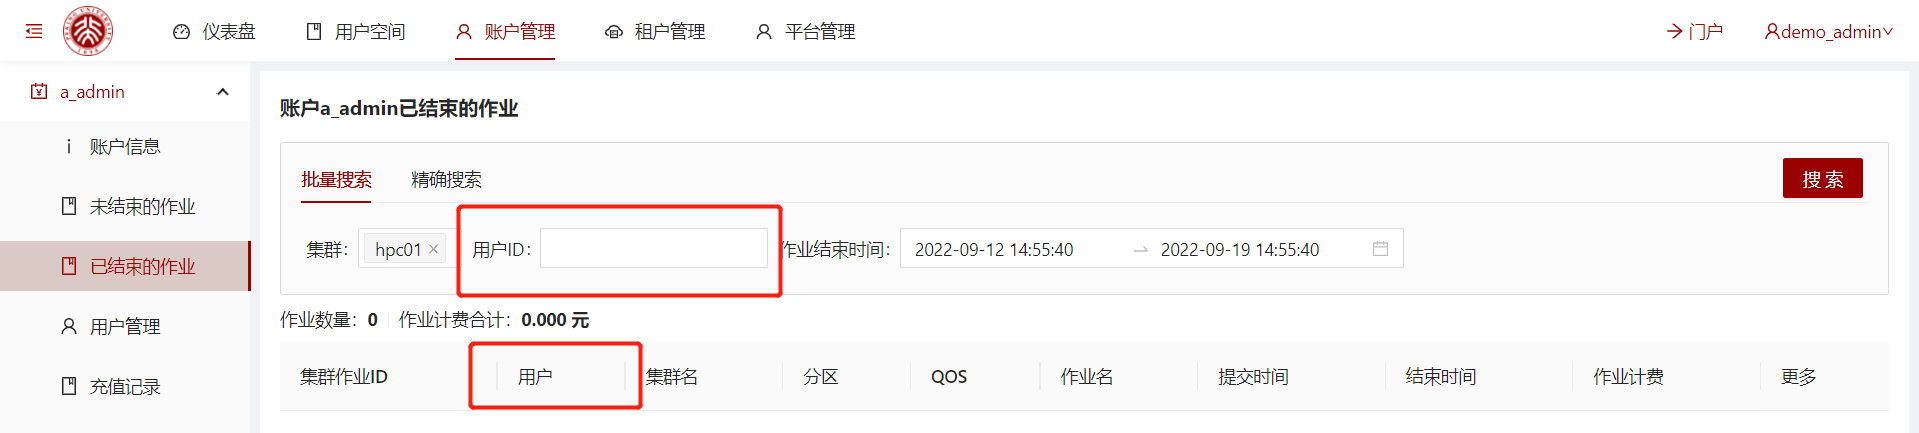 仪表盘 用户空间 账户管理 租户管理 平台管理 门户 demo_admin
a_admin
账户信息
未结束的作业
已结束的作业
用户管理
充值记录
账户a_admin已结束的作业
批量搜索 精确搜索 搜 索
集群: hpc01 用户ID: 作业结束时间: 2022-09-12 14:55:40 → 2022-09-19 14:55:40
作业数量: 0 作业计费合计: 0.000 元
集群作业ID 用户 集群名 分区 QOS 作业名 提交时间 结束时间 作业计费 更多